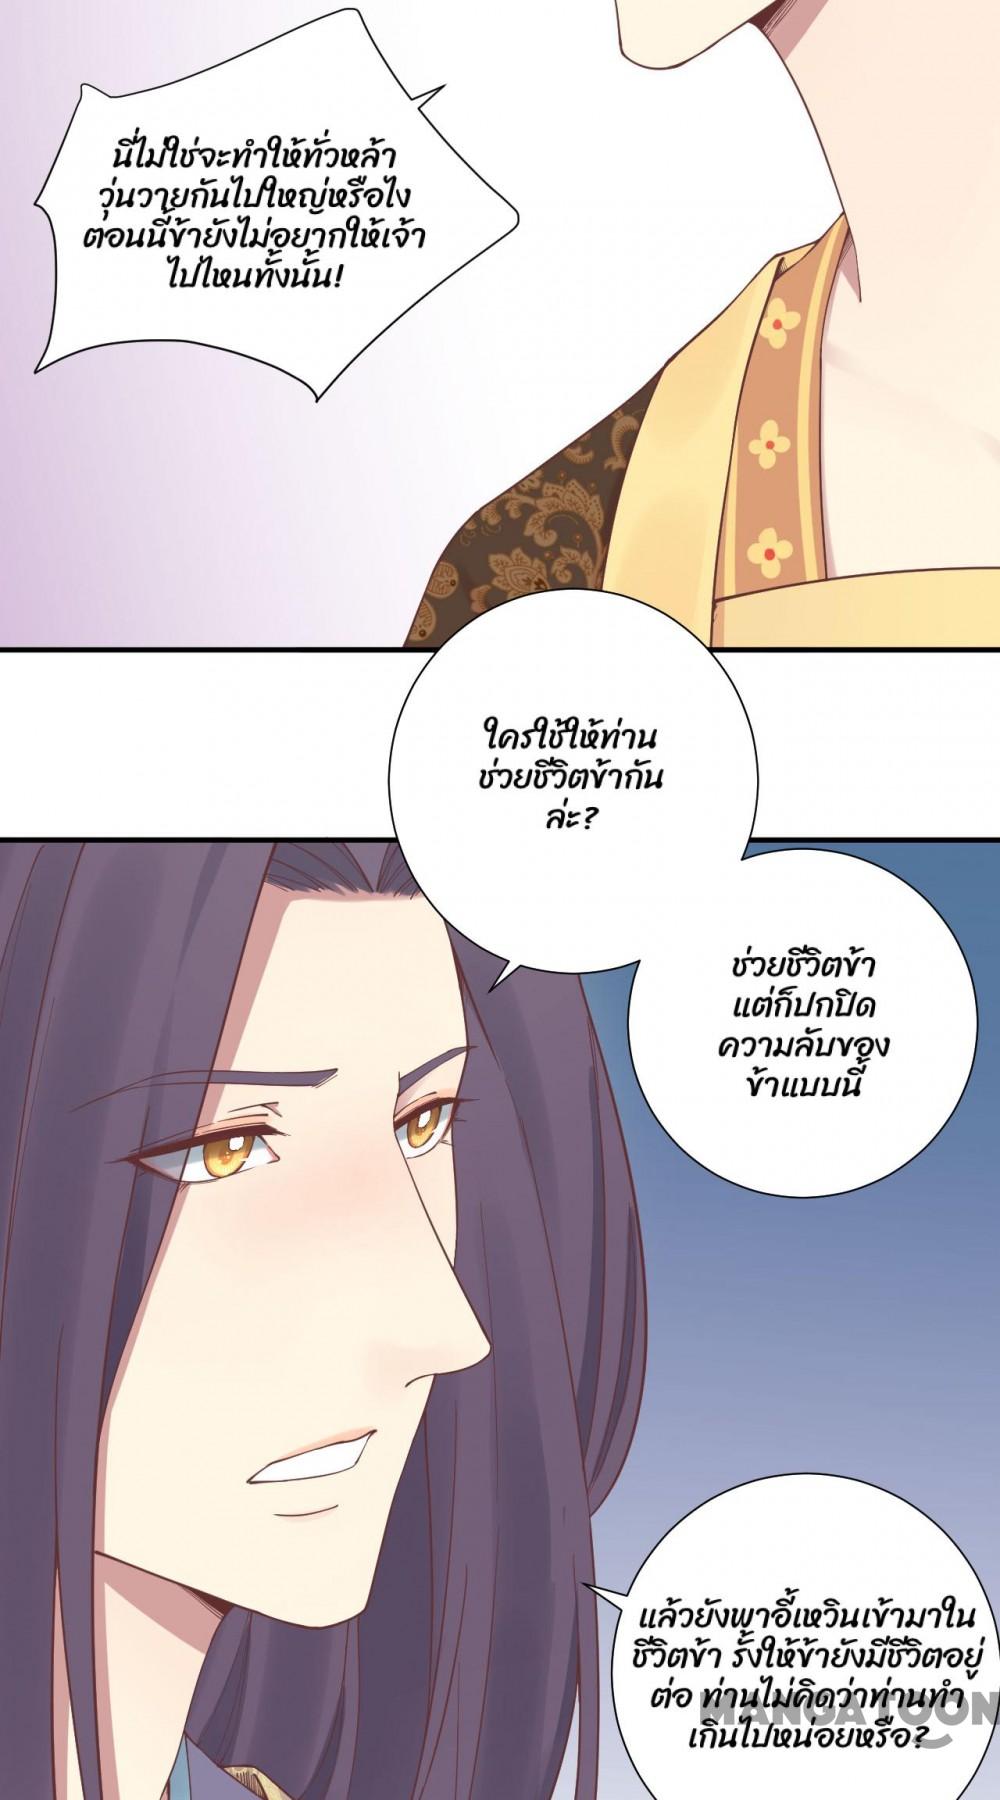 นี่ไม่ใช่จะทำให้ทั่วหล้า
วุ่นวายกันไปใหญ่หรือไง
ตอนนี้ข้ายังไม่อยากให้เจ้า
ไปไหนทั้งนั้น!
ใครใช้ให้ท่าน
ช่วยชีวิตข้ากัน
ล่ะ?
ช่วยชีวิตข้า
แต่ก็ปกปิด
ความลับของ
ข้าแบบนี้
แล้วยังพาอี้เหวินเข้ามาใน
ชีวิตข้า รั้งให้ข้ายังมีชีวิตอยู่
ต่อ ท่านไม่คิดว่าท่านทำ
เกินไปหน่อยหรือ?
MANGATOON